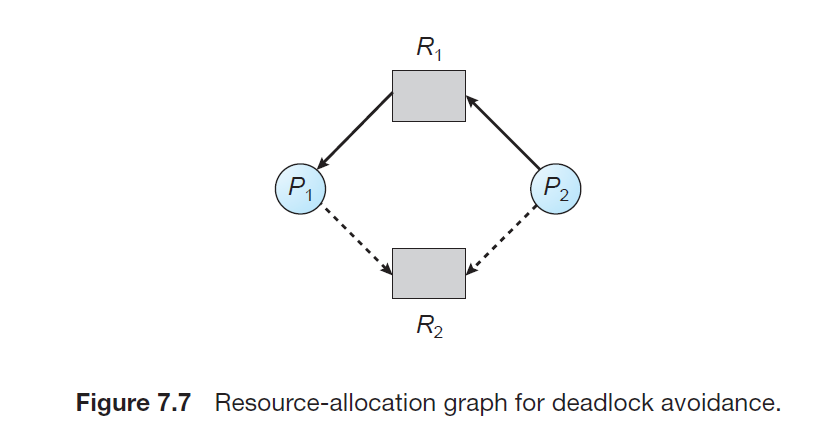 R1
P1
P2
R2
Figure 7.7 Resource-allocation graph for deadlock avoidance.